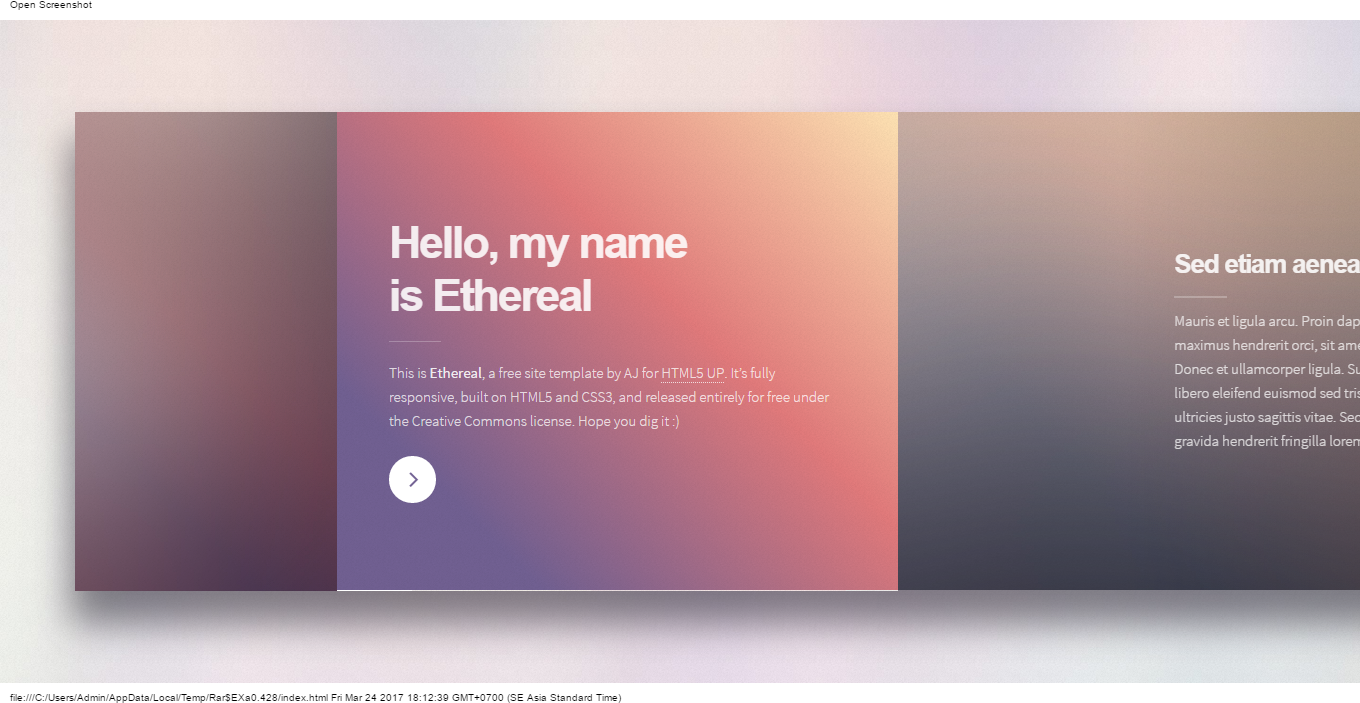 Open Screenshot
Hello, my name
is Ethereal
This is Ethereal, a free site template by AJ for HTML5 UP. It's fully
responsive, built on HTML5 and CSS3, and released entirely for free under
the Creative Commons license. Hope you dig it :)
Sed etiam aenea
Mauris et ligula arcu. Proin dap
maximus hendrerit orci, sit ame
Donec et ullamcorper ligula. Su
libero eleifend euismod sed tris
ultricies justo sagittis vitae. Sed
gravida hendrerit fringilla lorem
file:///C:/Users/Admin/AppData/Local/Temp/Rar$EXa0.428/index.html Fri Mar 24 2017 18:12:39 GMT+0700 (SE Asia Standard Time)